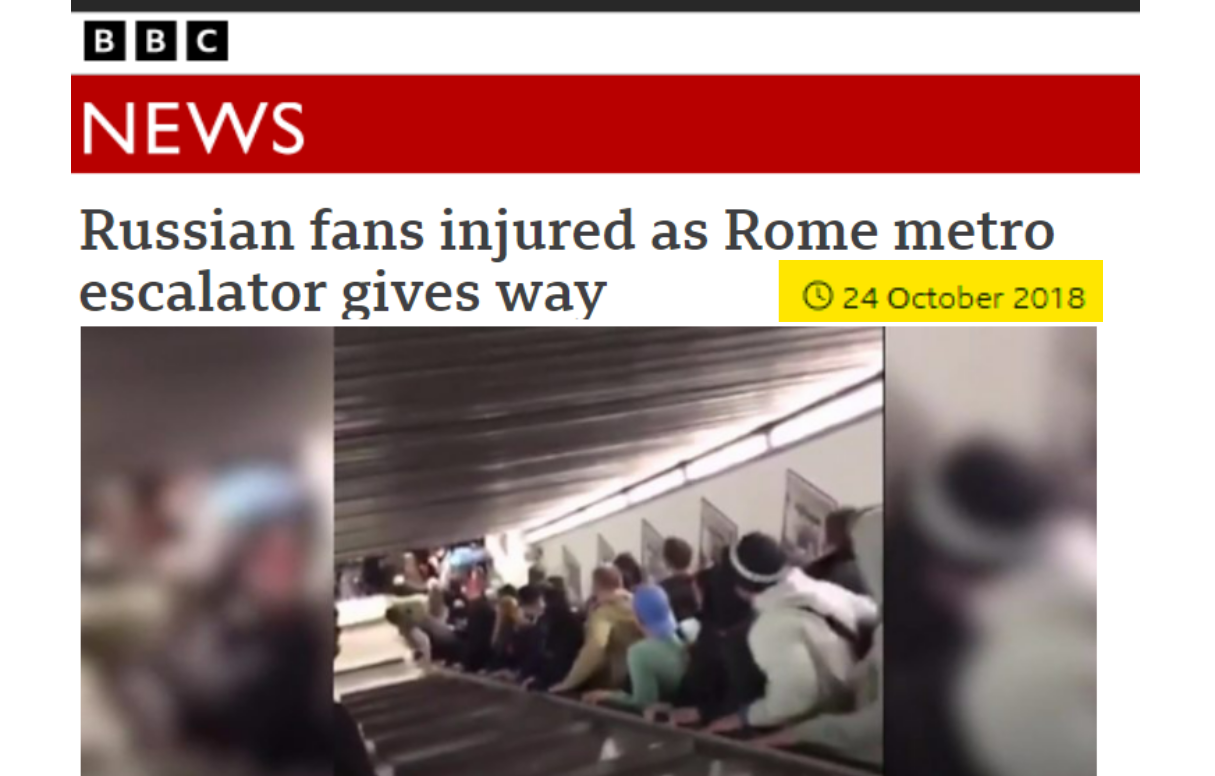 BBC
NEWS
Russian fans injured as Rome metro
escalator gives way
24 October 2018